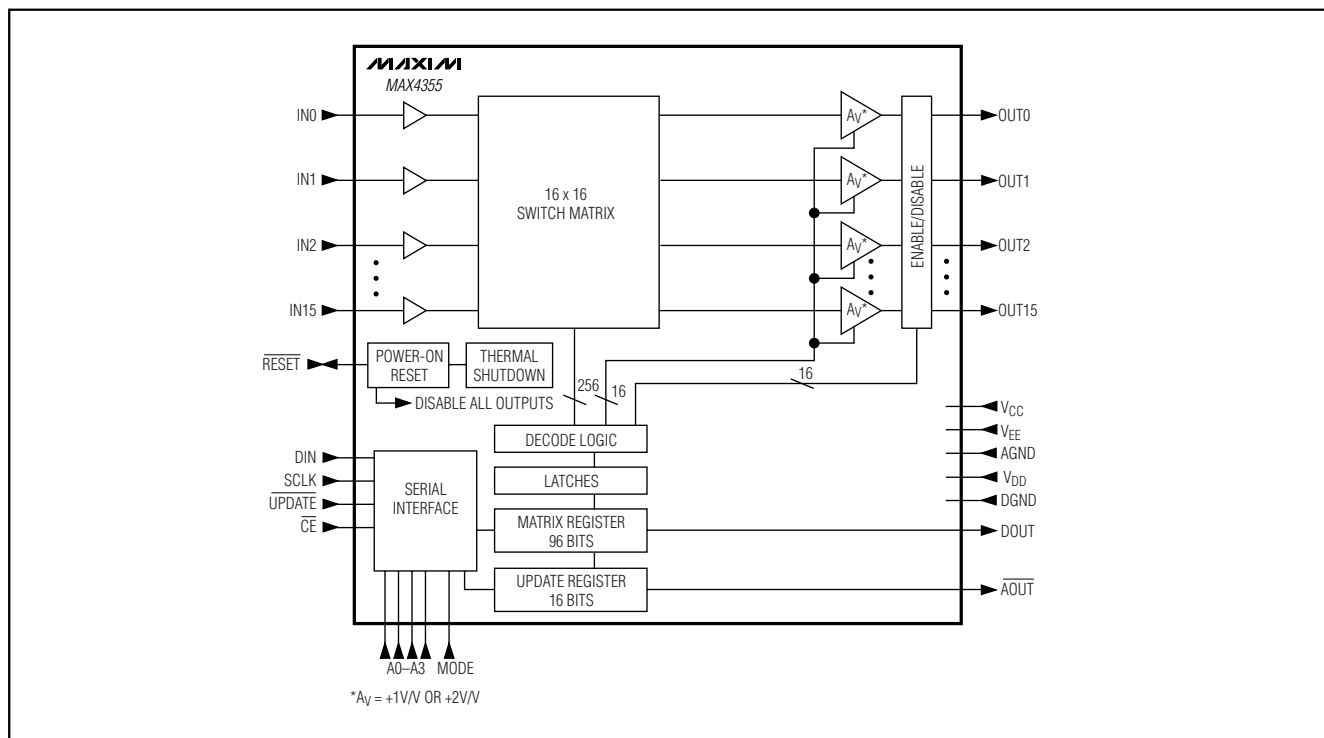 MAXIM
MAX4355
IN0
AV*
OUT0
IN1
16 x 16
SWITCH MATRIX
AV*
OUT1
ENABLE/DISABLE
IN2
AV*
OUT2
IN15
AV*
OUT15
RESET
POWER-ON
RESET
THERMAL
SHUTDOWN
256
16
16
DISABLE ALL OUTPUTS
VCC
DECODE LOGIC
VEE
AGND
DIN
SCLK
UPDATE
CE
SERIAL
INTERFACE
LATCHES
VDD
DGND
MATRIX REGISTER
96 BITS
DOUT
UPDATE REGISTER
16 BITS
AOUT
A0–A3
MODE
*AV = +1V/V OR +2V/V